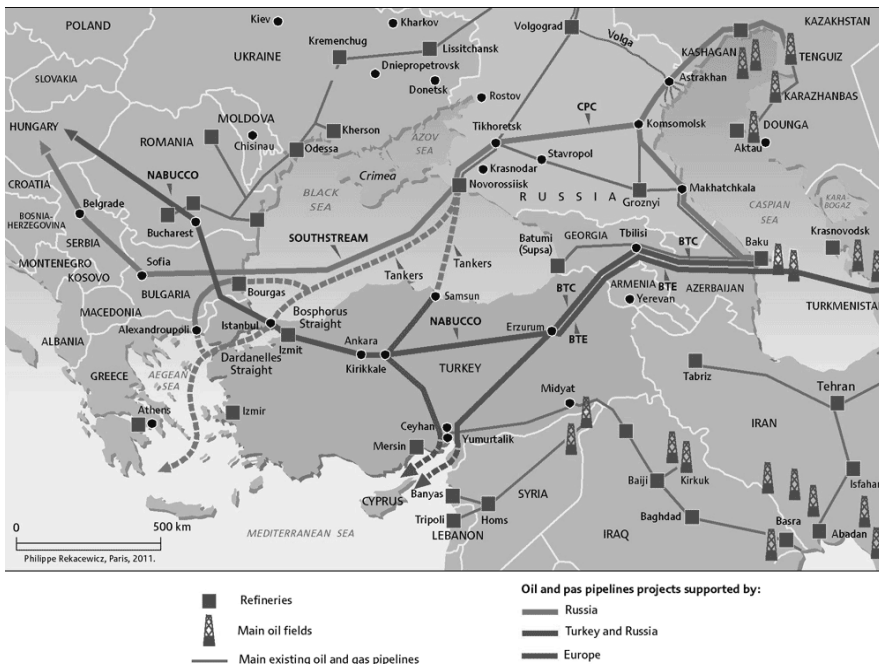 POLAND
Kiev
Kharkov
Volgograd
KAZAKHSTAN
Kremenchug
Lissitchansk
KASHAGAN
UKRAINE
Volga
TENGUIZ
SLOVAKIA
Dniepropetrovsk
Astrakhan
Donetsk
KARAZHANBAS
Rostov
CPC
MOLDOVA
HUNGARY
Kherson
Tikhoretsk
Komsomolsk
DOUNGA
ROMANIA
Chisinau
AZOV
SEA
Aktau
Odessa
Stavropol
Crimea
Krasnodar
CROATIA
NABUCCO
Novorossiisk
RUSSIA
Groznyi
Makhatchkala
BLACK
SEA
CASPIAN
SEA
KARA
BOGAZ
Belgrade
BOSNIA-
HERZEGOVINA
Bucharest
Batumi
(Supsa)
GEORGIA
Tbilisi
Krasnovodsk
SERBIA
SOUTHSTREAM
BTC
Baku
MONTENEGRO
Sofia
KOSOVO
Tankers
Tankers
BULGARIA
Bourgas
Samsun
BTC
ARMENIA
BTE
AZERBAIJAN
Yerevan
TURKMENISTAN
MACEDONIA
Bosphorus
Straight
Alexandroupoli
Istanbul
NABUCCO
Erzurum
BTE
ALBANIA
Izmit
Ankara
Dardanelles
Straight
Kirikkale
TURKEY
Tabriz
GREECE
AEGEAN
SEA
Midyat
Tehran
Athens
Izmir
Ceyhan
IRAN
Mersin
Yumurtalik
Baiji
Kirkuk
Isfahan
CYPRUS
Banyas
SYRIA
0
500 km
Tripoli
Homs
Baghdad
Basra
Abadan
MEDITERRANEAN SEA
LEBANON
IRAQ
Philippe Rekacewicz, Paris, 2011.
Refineries
Main oil fields
Main existing oil and gas pipelines
Oil and pas pipelines projects supported by:
Russia
Turkey and Russia
Europe